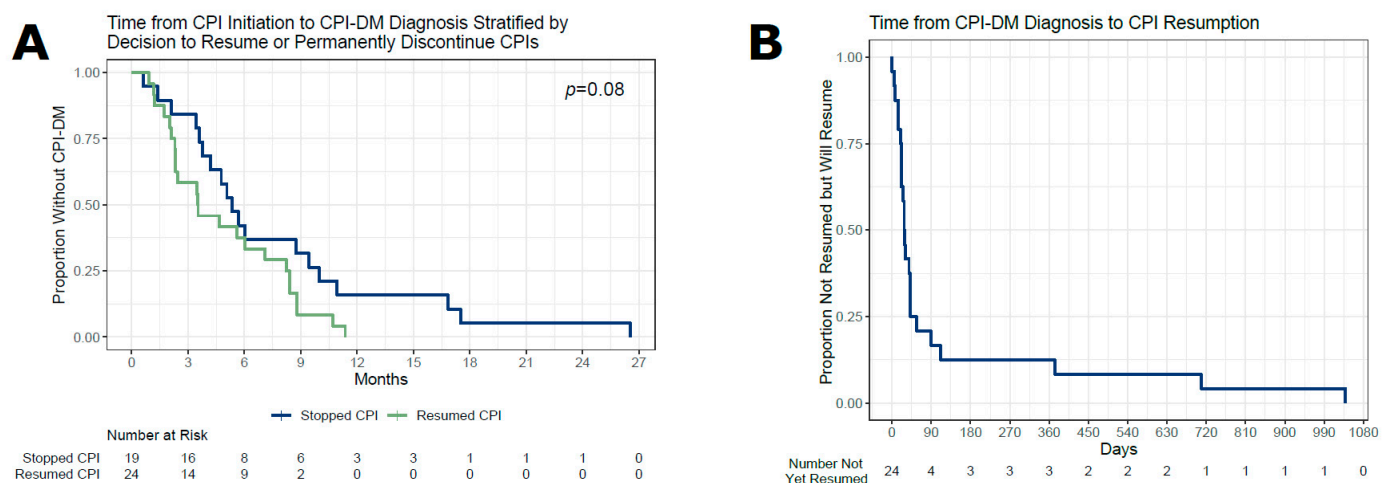 A
Time from CPI Initiation to CPI-DM Diagnosis Stratified by
Decision to Resume or Permanently Discontinue CPIs
Proportion Without CPI-DM
1.00
0.75
0.50
0.25
0.00
p=0.08
0 3 6 9 12 15 18 21 24 27
Months
Stopped CPI Resumed CPI
Number at Risk
Stopped CPI 19 16 8 6 3 3 1 1 1 0
Resumed CPI 24 14 9 2 0 0 0 0 0 0
B
Time from CPI-DM Diagnosis to CPI Resumption
Proportion Not Resumed but Will Resume
1.00
0.75
0.50
0.25
0.00
0 90 180 270 360 450 540 630 720 810 900 990 1080
Days
Number Not
Yet Resumed
24 4 3 3 3 2 2 2 1 1 1 1 0